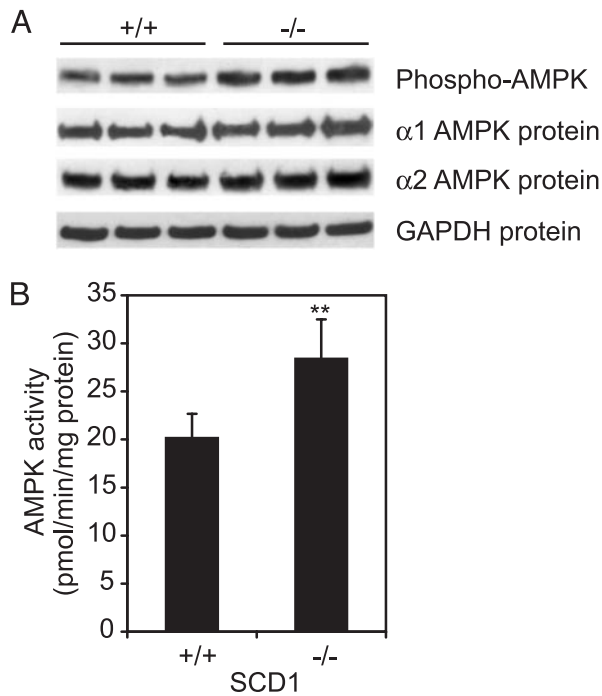 A
+/+ -/-
Phospho-AMPK
α1 AMPK protein
α2 AMPK protein
GAPDH protein
B
AMPK activity
(pmol/min/mg protein)
35
30
25
20
15
10
5
0
**
+/+ -/-
SCD1